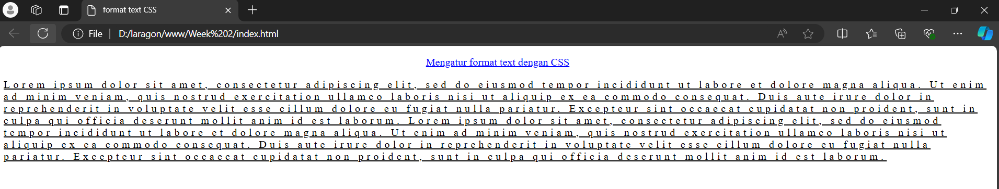 format text CSS
File
D:/laragon/www/Week%202/index.html
Mengatur format text dengan CSS
Lorem ipsum dolor sit amet, consectetur adipiscing elit, sed do eiusmod tempor incididunt ut labore et dolore magna aliqua. Ut enim
ad minim veniam, quis nostrud exercitation ullamco laboris nisi ut aliquip ex ea commodo consequat. Duis aute irure dolor in
reprehenderit in voluptate velit esse cillum dolore eu fugiat nulla pariatur. Excepteur sint occaecat cupidatat non proident, sunt in
culpa qui officia deserunt mollit anim id est laborum. Lorem ipsum dolor sit amet, consectetur adipiscing elit, sed do eiusmod
tempor incididunt ut labore et dolore magna aliqua. Ut enim ad minim veniam, quis nostrud exercitation ullamco laboris nisi ut
aliquip ex ea commodo consequat. Duis aute irure dolor in reprehenderit in voluptate velit esse cillum dolore eu fugiat nulla
pariatur. Excepteur sint occaecat cupidatat non proident, sunt in culpa qui officia deserunt mollit anim id est laborum.